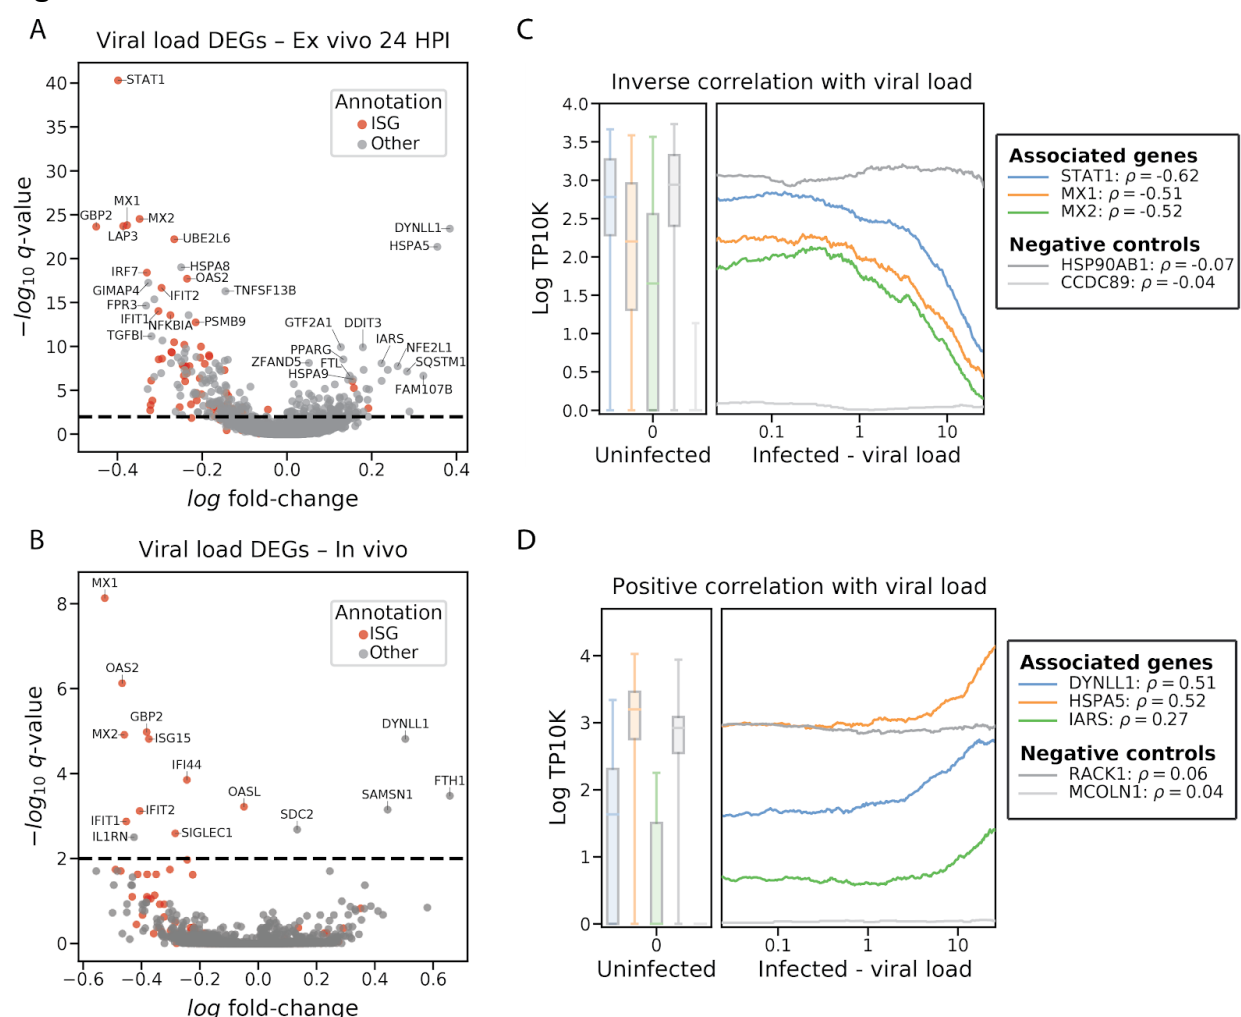 A
Viral load DEGs – Ex vivo 24 HPI
−log10 q-value
40
35
30
25
20
15
10
5
0
STAT1
Annotation
ISG
Other
MX1
GBP2
MX2
LAP3
UBE2L6
DYNLL1
HSPA5
IRF7
HSPA8
OAS2
GIMAP4
IFIT2
TNFSF13B
FPR3
IFIT1
NFKBIA
PSMB9
TGFBI
GTF2A1
DDIT3
IARS
NFE2L1
PPARG
ZFAND5
FTL
SQSTM1
HSPA9
FAM107B
−0.4
−0.2
0.0
0.2
0.4
log fold-change
B
Viral load DEGs – In vivo
−log10 q-value
8
6
4
2
0
MX1
Annotation
ISG
Other
OAS2
GBP2
MX2
ISG15
DYNLL1
IFI44
FTH1
OASL
SAMSN1
IFIT2
IFIT1
SDC2
IL1RN
SIGLEC1
−0.6
−0.4
−0.2
0.0
0.2
0.4
0.6
log fold-change
C
Inverse correlation with viral load
Log TP10K
4.0
3.5
3.0
2.5
2.0
1.5
1.0
0.5
0.0
0
Uninfected
0.1
1
10
Infected - viral load
Associated genes
STAT1: ρ = -0.62
MX1: ρ = -0.51
MX2: ρ = -0.52
Negative controls
HSP90AB1: ρ = -0.07
CCDC89: ρ = -0.04
D
Positive correlation with viral load
Log TP10K
4
3
2
1
0
0
Uninfected
0.1
1
10
Infected - viral load
Associated genes
DYNLL1: ρ = 0.51
HSPA5: ρ = 0.52
IARS: ρ = 0.27
Negative controls
RACK1: ρ = 0.06
MCOLN1: ρ = 0.04